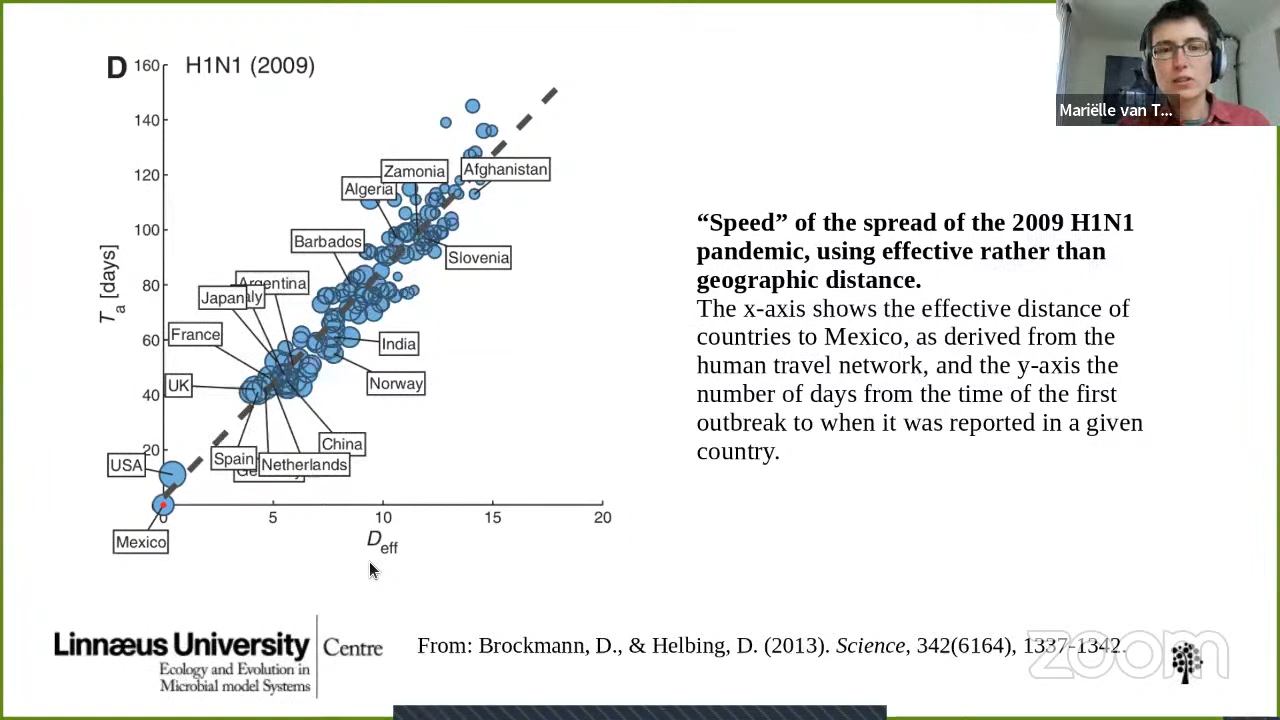 Mariëlle van T...
D
H1N1 (2009)
160
140
120
100
80
60
40
20
0
5
10
15
20
Ta [days]
Deff
Zamonia
Afghanistan
Algeria
Barbados
Slovenia
Argentina
Japan
France
India
UK
Norway
China
USA
Spain
Netherlands
Mexico
“Speed” of the spread of the 2009 H1N1
pandemic, using effective rather than
geographic distance.
The x-axis shows the effective distance of
countries to Mexico, as derived from the
human travel network, and the y-axis the
number of days from the time of the first
outbreak to when it was reported in a given
country.
Linnæus University
Centre
Ecology and Evolution in
Microbial model Systems
From: Brockmann, D., & Helbing, D. (2013). Science, 342(6164), 1337-1342.
zoom